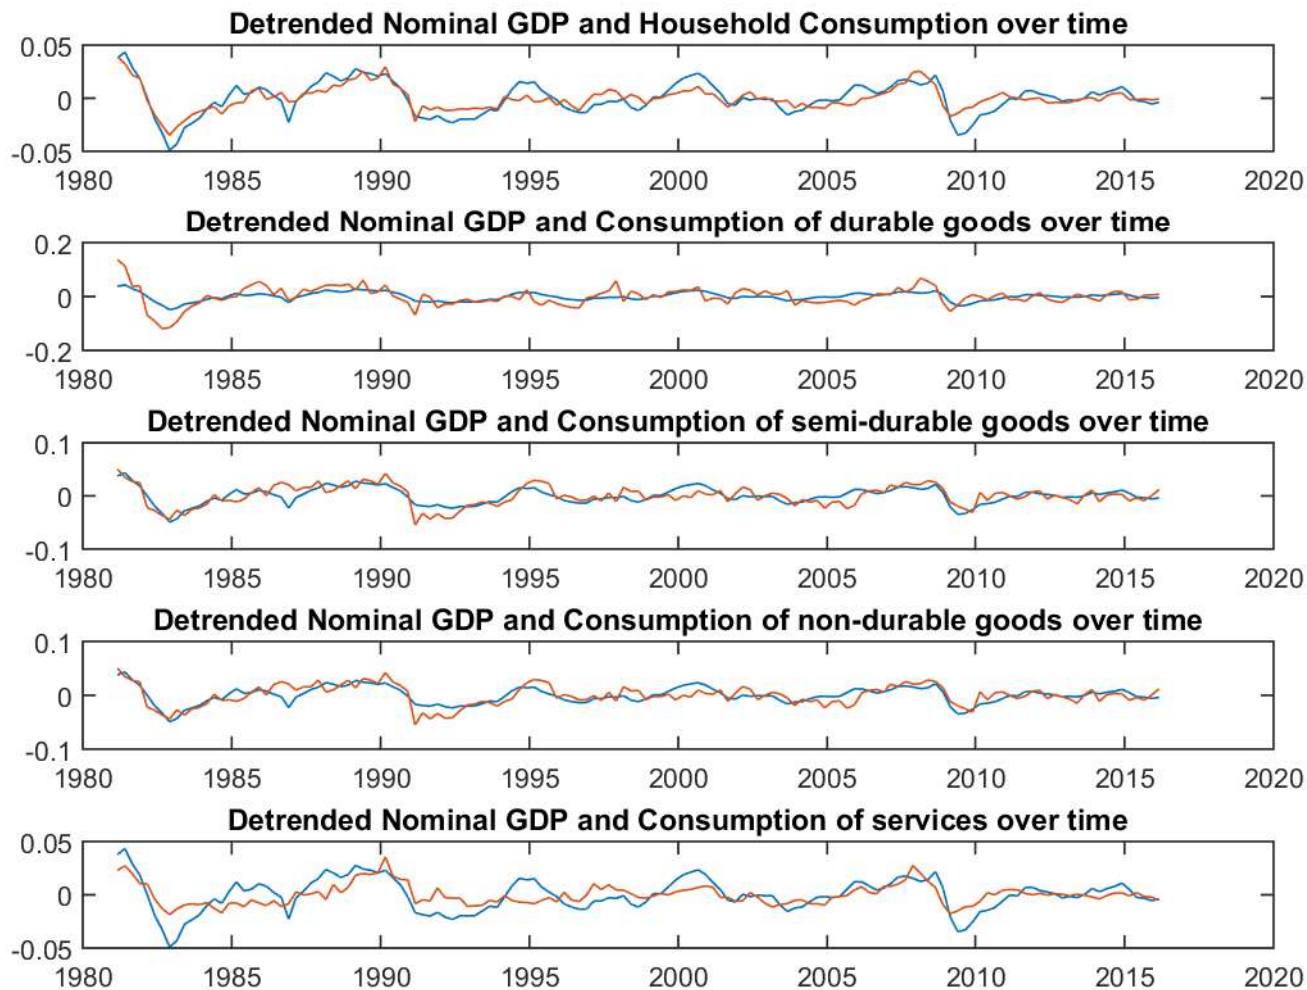 Detrended Nominal GDP and Household Consumption over time
0.05
0
-0.05
1980 1985 1990 1995 2000 2005 2010 2015 2020
Detrended Nominal GDP and Consumption of durable goods over time
0.2
0
-0.2
1980 1985 1990 1995 2000 2005 2010 2015 2020
Detrended Nominal GDP and Consumption of semi-durable goods over time
0.1
0
-0.1
1980 1985 1990 1995 2000 2005 2010 2015 2020
Detrended Nominal GDP and Consumption of non-durable goods over time
0.1
0
-0.1
1980 1985 1990 1995 2000 2005 2010 2015 2020
Detrended Nominal GDP and Consumption of services over time
0.05
0
-0.05
1980 1985 1990 1995 2000 2005 2010 2015 2020